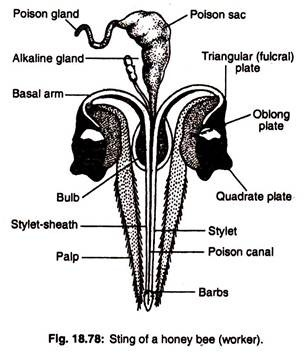 Poison gland
Poison sac
Alkaline gland
Triangular (fulcral)
plate
Basal arm
Oblong
plate
Bulb
Quadrate plate
Stylet-sheath
Stylet
Palp
Poison canal
Barbs
Fig. 18.78: Sting of a honey bee (worker).